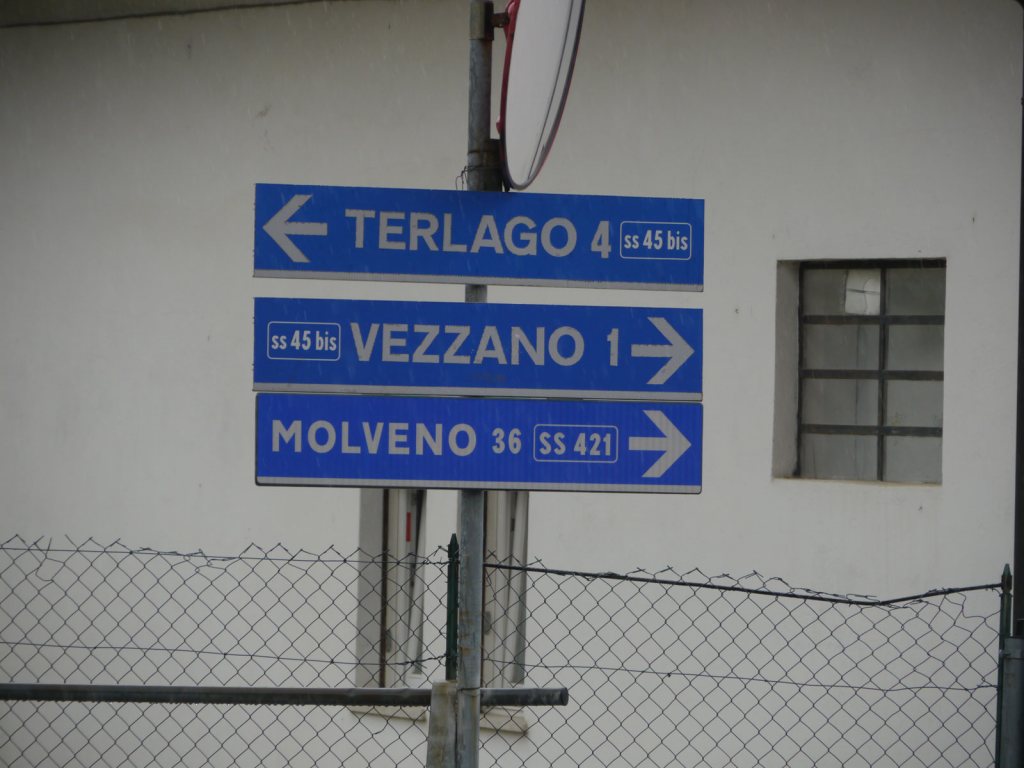 TERLAGO 4 ss 45 bis
ss 45 bis VEZZANO 1
MOLVENO 36 SS 421